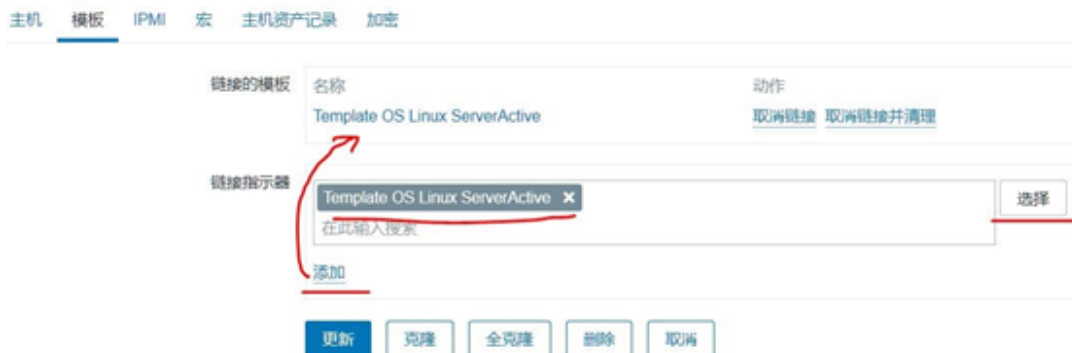 主机 模板 IPMI 宏 主机资产记录 加密
链接的模板 名称 动作
Template OS Linux ServerActive 取消链接 取消链接并清理
链接指示器 Template OS Linux ServerActive × 选择
在此输入搜索
添加
更新 克隆 全克隆 删除 取消